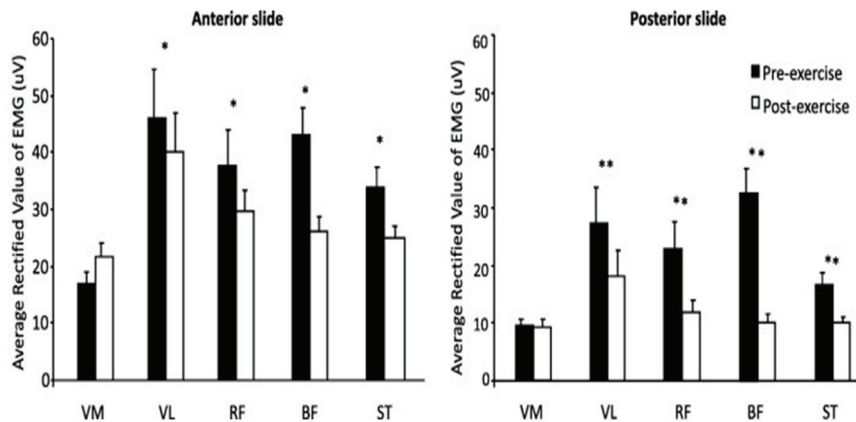 Anterior slide
Average Rectified Value of EMG (uV)
60
50
40
30
20
10
0
*
*
*
*
VM VL RF BF ST
Posterior slide
Average Rectified Value of EMG (uV)
60
50
40
30
20
10
0
Pre-exercise
Post-exercise
**
**
**
**
VM VL RF BF ST